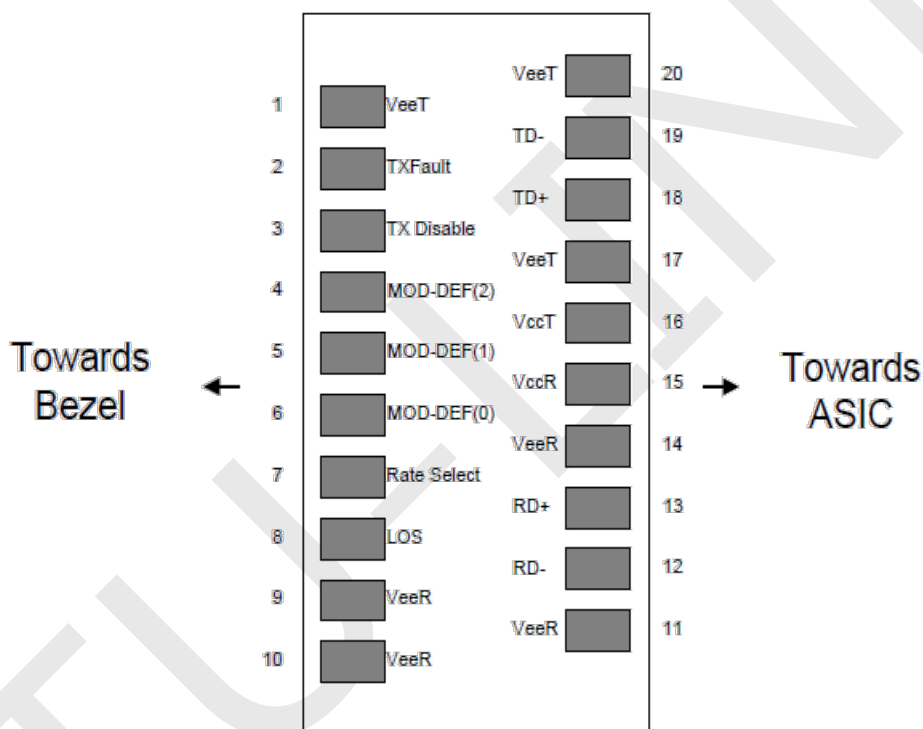 VeeT 20
1 VeeT
TD- 19
2 TXFault
TD+ 18
3 TX Disable
VeeT 17
4 MOD-DEF(2)
VccT 16
5 MOD-DEF(1)
Towards
Bezel
VccR 15
Towards
ASIC
6 MOD-DEF(0)
VeeR 14
7 Rate Select
RD+ 13
8 LOS
RD- 12
9 VeeR
VeeR 11
10 VeeR